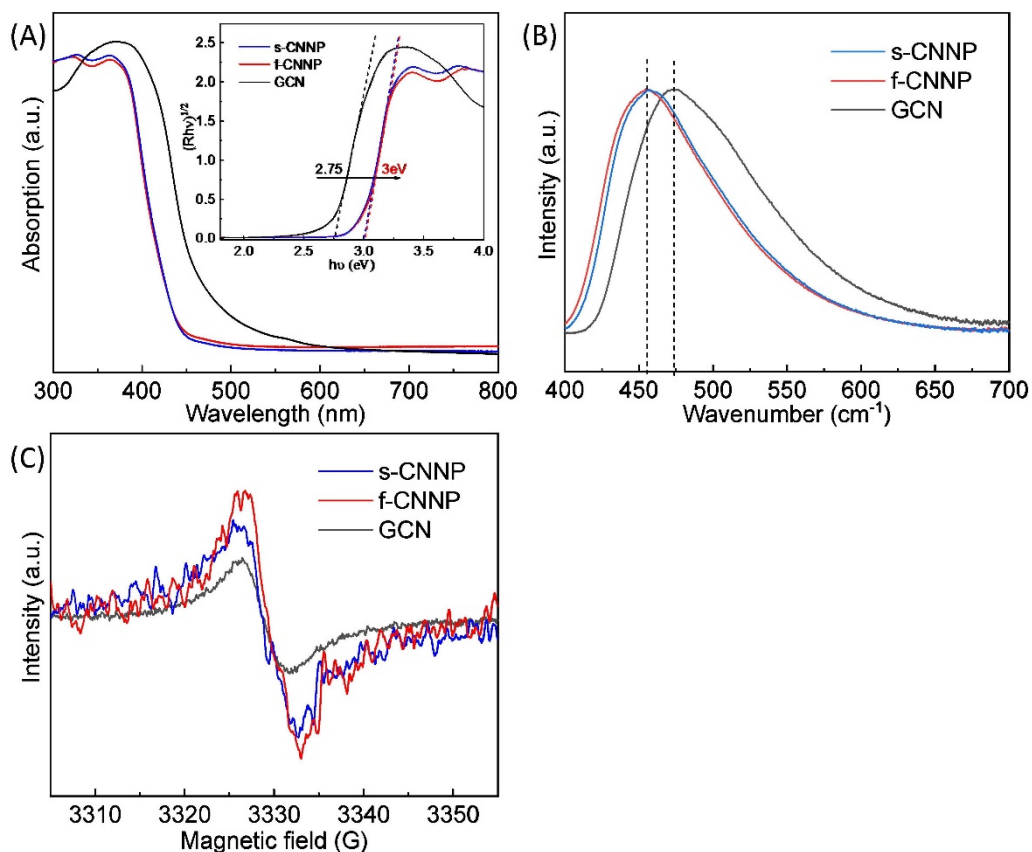 (A)
Absorption (a.u.)
300 400 500 600 700 800
Wavelength (nm)
s-CNNP
f-CNNP
GCN
(Rhν)1/2
2.5
2.0
1.5
1.0
0.5
0.0
2.75 3eV
2.0 2.5 3.0 3.5 4.0
hυ (eV)
(B)
Intensity (a.u.)
s-CNNP
f-CNNP
GCN
400 450 500 550 600 650 700
Wavenumber (cm-1)
(C)
Intensity (a.u.)
s-CNNP
f-CNNP
GCN
3310 3320 3330 3340 3350
Magnetic field (G)